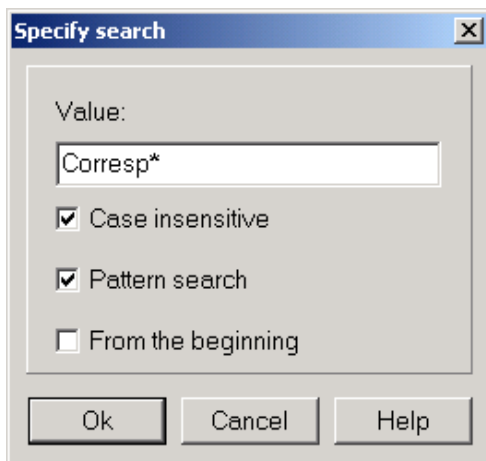 Specify search
Value:
Corresp*
Case insensitive
Pattern search
From the beginning
Ok Cancel Help